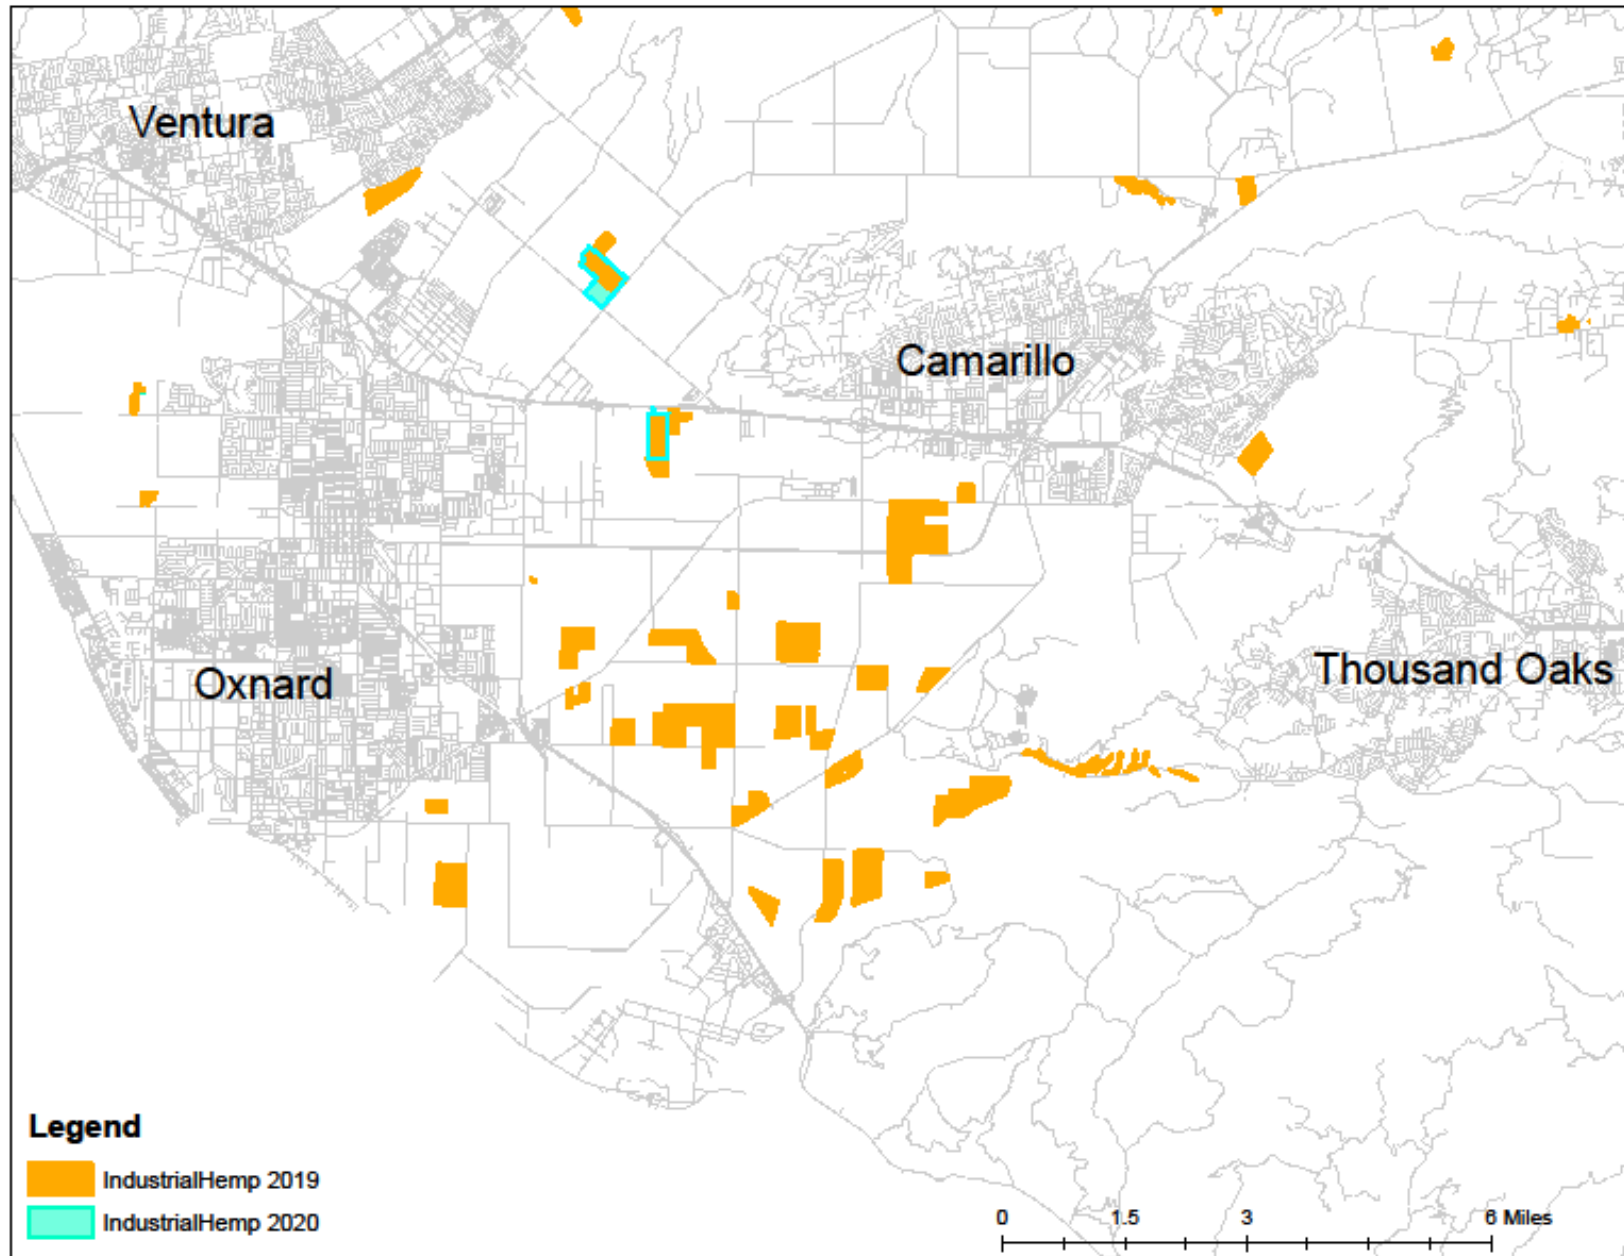 Ventura
Camarillo
Thousand Oaks
Oxnard
Legend
IndustrialHemp 2019
IndustrialHemp 2020
0 1.5 3 6 Miles